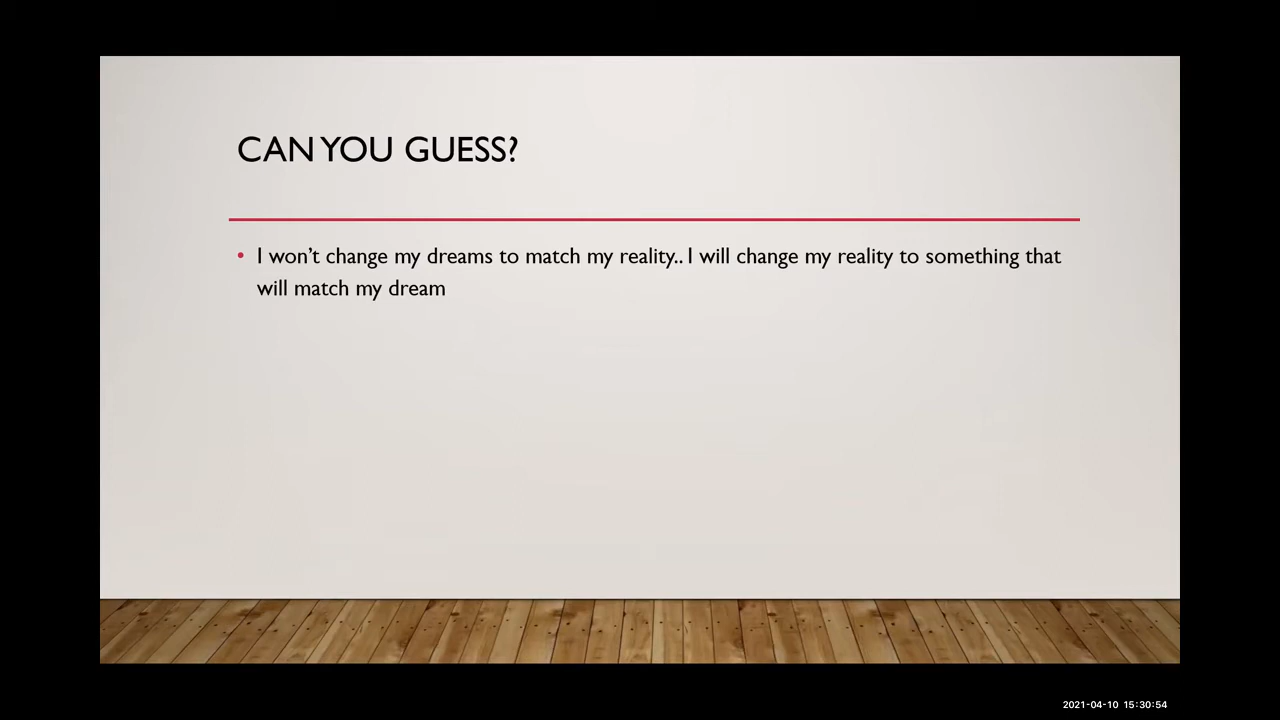 CAN YOU GUESS?
• I won’t change my dreams to match my reality.. I will change my reality to something that
will match my dream
2021-04-10 15:30:54